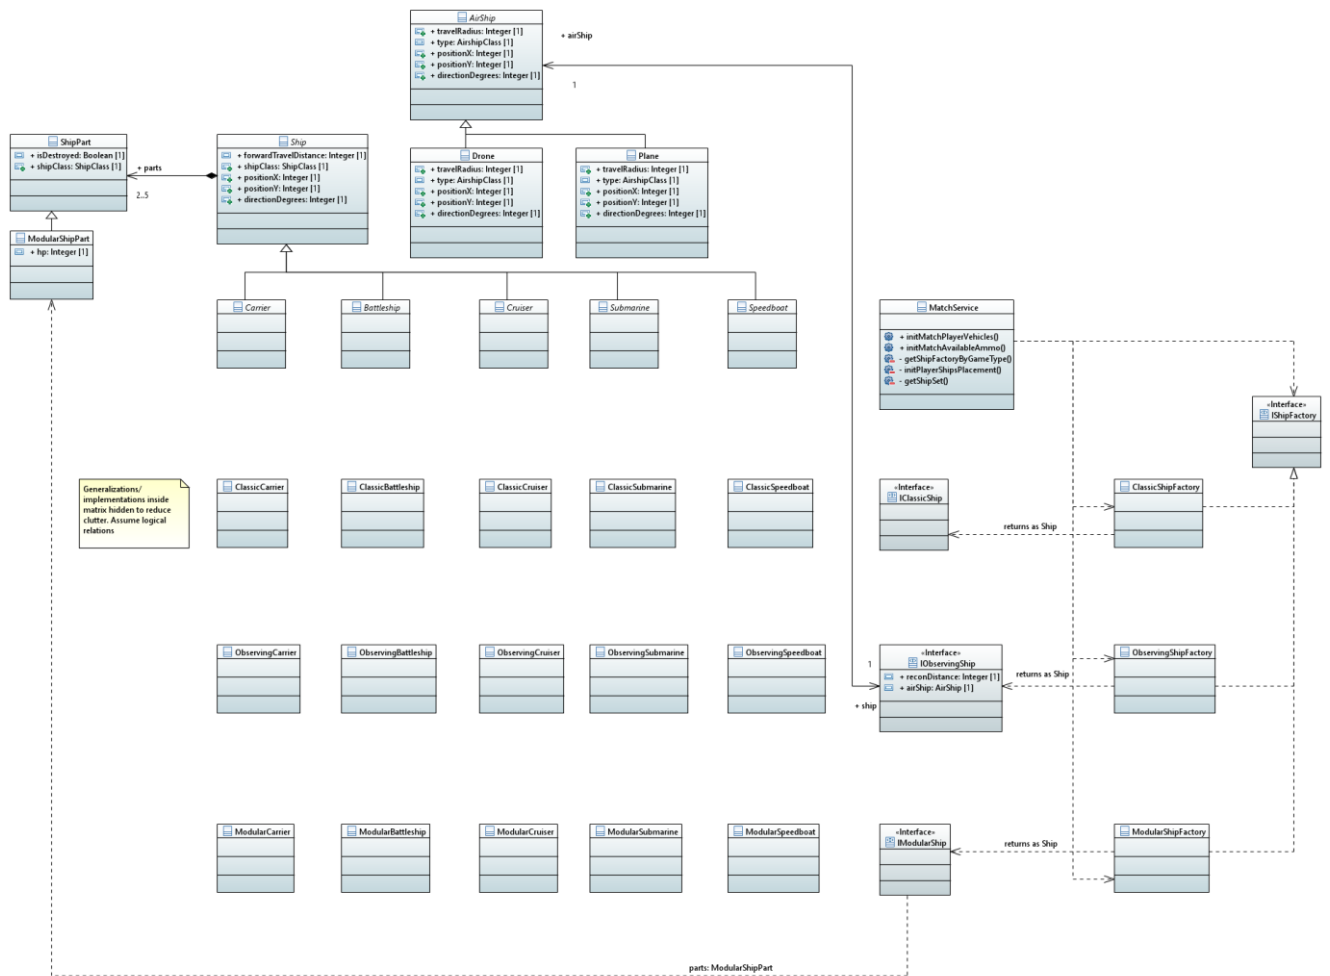 AirShip
+ travelRadius: Integer [1]
+ type: AirshipClass [1]
+ positionX: Integer [1]
+ positionY: Integer [1]
+ directionDegrees: Integer [1]
+ airShip
1
ShipPart
+ isDestroyed: Boolean [1]
+ shipClass: ShipClass [1]
+ parts
2..5
Ship
+ forwardTravelDistance: Integer [1]
+ shipClass: ShipClass [1]
+ positionX: Integer [1]
+ positionY: Integer [1]
+ directionDegrees: Integer [1]
Drone
+ travelRadius: Integer [1]
+ type: AirshipClass [1]
+ positionX: Integer [1]
+ positionY: Integer [1]
+ directionDegrees: Integer [1]
Plane
+ travelRadius: Integer [1]
+ type: AirshipClass [1]
+ positionX: Integer [1]
+ positionY: Integer [1]
+ directionDegrees: Integer [1]
ModularShipPart
+ hp: Integer [1]
Carrier
Battleship
Cruiser
Submarine
Speedboat
MatchService
+ initMatchPlayerVehicles()
+ initMatchAvailableAmmo()
- getShipFactoryByGameType()
- initPlayerShipsPlacement()
- getShipSet()
«Interface»
IShipFactory
Generalizations/
implementations inside
matrix hidden to reduce
clutter. Assume logical
relations
ClassicCarrier
ClassicBattleship
ClassicCruiser
ClassicSubmarine
ClassicSpeedboat
«Interface»
IClassicShip
returns as Ship
ClassicShipFactory
ObservingCarrier
ObservingBattleship
ObservingCruiser
ObservingSubmarine
ObservingSpeedboat
1
+ ship
«Interface»
IObservingShip
+ reconDistance: Integer [1]
+ airShip: AirShip [1]
returns as Ship
ObservingShipFactory
ModularCarrier
ModularBattleship
ModularCruiser
ModularSubmarine
ModularSpeedboat
«Interface»
IModularShip
returns as Ship
ModularShipFactory
parts: ModularShipPart